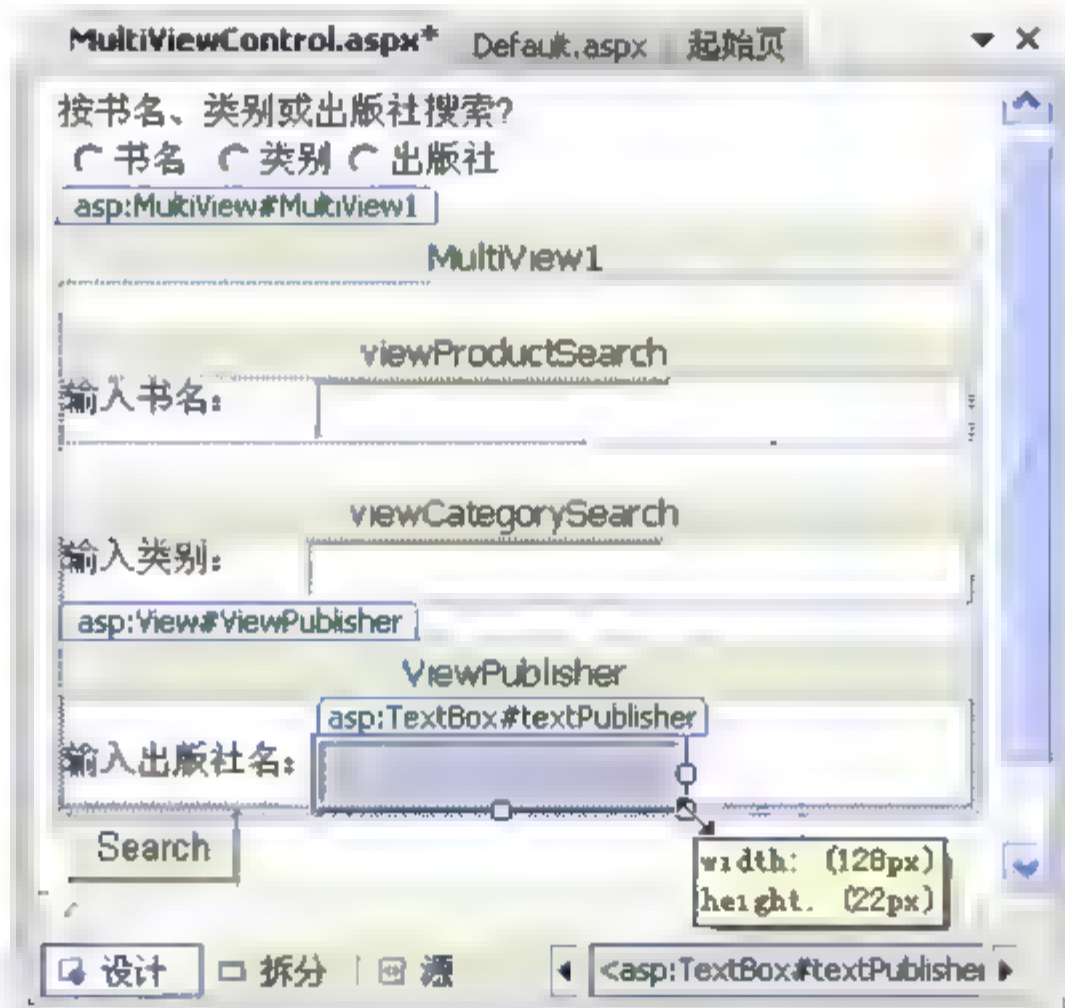 MultiViewControl.aspx* Default.aspx 起始页
按书名、类别或出版社搜索?
书名 类别 出版社
asp:MultiView#MultiView1
MultiView1
viewProductSearch
输入书名:
viewCategorySearch
输入类别:
asp:View#ViewPublisher
ViewPublisher
asp:TextBox#textPublisher
输入出版社名:
Search
width: (128px)
height. (22px)
设计 拆分 源 <asp:TextBox#textPublisher